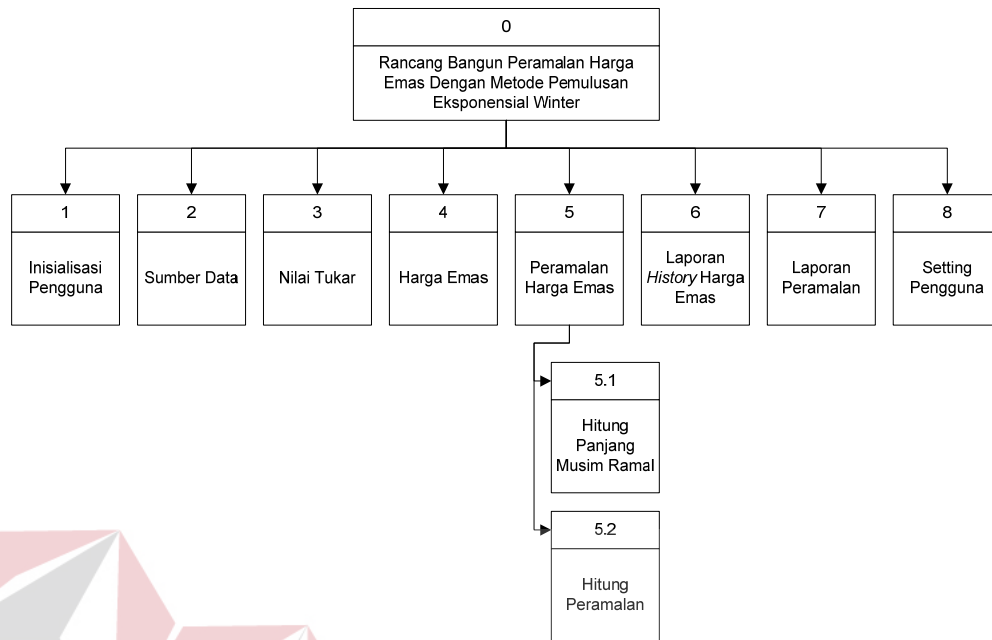 0
Rancang Bangun Peramalan Harga
Emas Dengan Metode Pemulusan
Eksponensial Winter
1
Inisialisasi
Pengguna
2
Sumber Data
3
Nilai Tukar
4
Harga Emas
5
Peramalan
Harga Emas
6
Laporan
History Harga
Emas
7
Laporan
Peramalan
8
Setting
Pengguna
5.1
Hitung
Panjang
Musim Ramal
5.2
Hitung
Peramalan